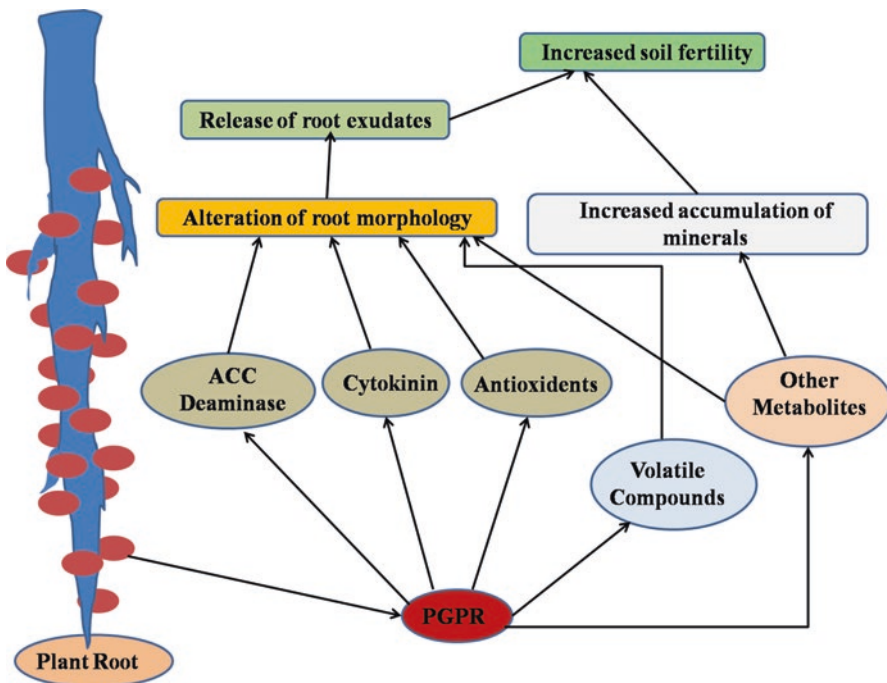 Increased soil fertility
Release of root exudates
Alteration of root morphology
Increased accumulation of
minerals
ACC
Deaminase
Cytokinin
Antioxidents
Other
Metabolites
Volatile
Compounds
PGPR
Plant Root